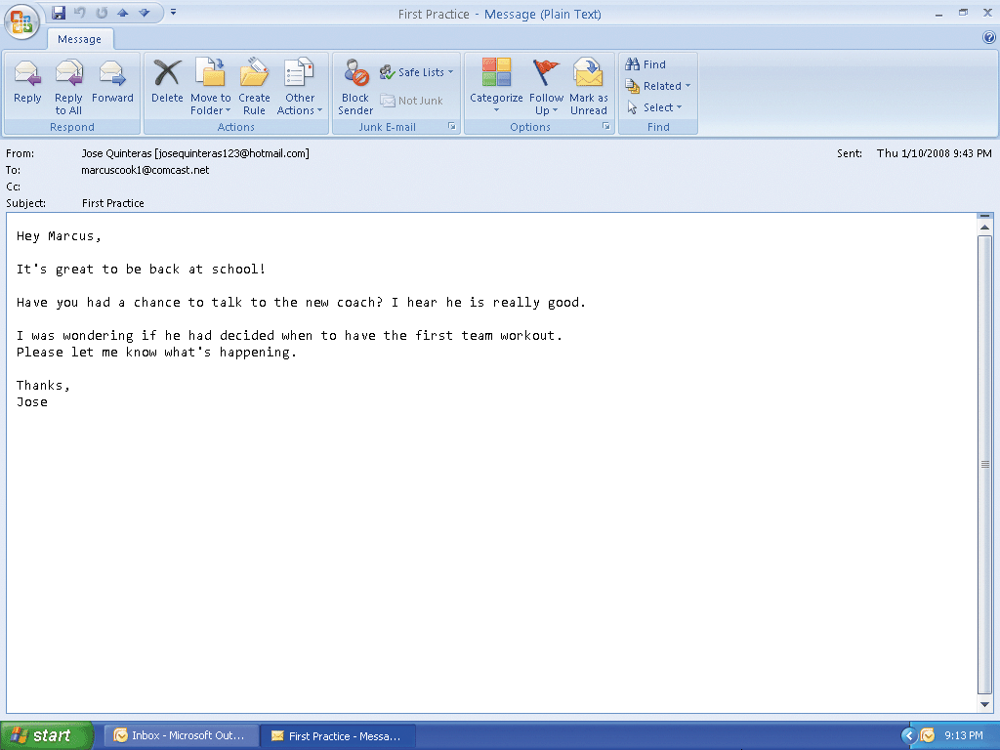 First Practice - Message (Plain Text)
Message
Reply
Reply to All
Forward
Respond
Delete
Move to Folder
Create Rule
Other Actions
Actions
Block Sender
Safe Lists
Not Junk
Junk E-mail
Categorize
Follow Up
Mark as Unread
Options
Find
Related
Select
Find
From: Jose Quinteras [josequinteras123@hotmail.com]
Sent: Thu 1/10/2008 9:43 PM
To: marcuscook1@comcast.net
Cc:
Subject: First Practice
Hey Marcus,
It's great to be back at school!
Have you had a chance to talk to the new coach? I hear he is really good.
I was wondering if he had decided when to have the first team workout.
Please let me know what's happening.
Thanks,
Jose
start
Inbox - Microsoft Out...
First Practice - Messa...
9:13 PM